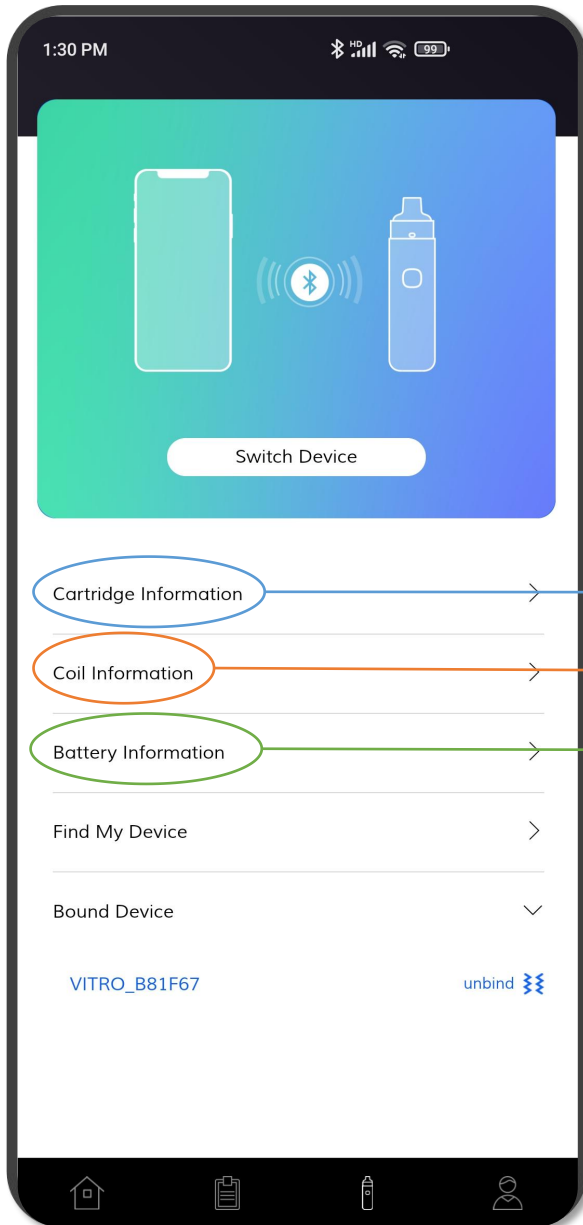 1:30 PM HD 99
Switch Device
Cartridge Information
Coil Information
Battery Information
Find My Device
Bound Device
VITRO_B81F67 unbind